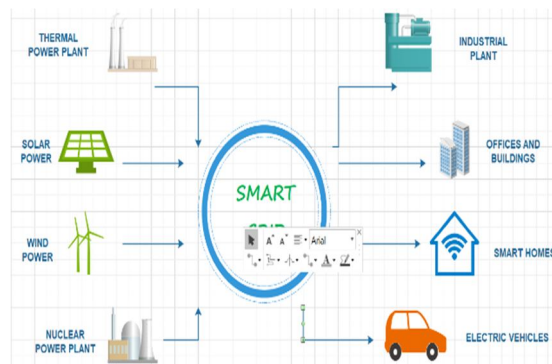 THERMAL
POWER PLANT
INDUSTRIAL
PLANT
SOLAR
POWER
OFFICES AND
BUILDINGS
SMART
WIND
POWER
Arial
SMART HOMES
NUCLEAR
POWER PLANT
ELECTRIC VEHICLES